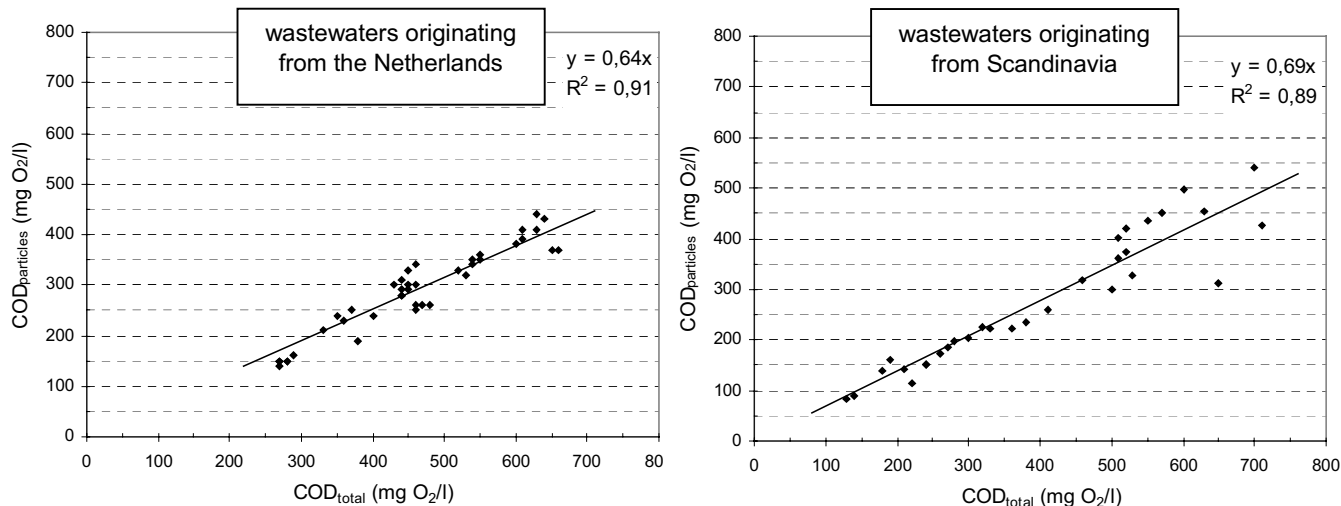 wastewaters originating
from the Netherlands
y = 0,64x
R² = 0,91
800
700
600
500
400
300
200
100
0
CODparticles (mg O2/l)
0 100 200 300 400 500 600 700 80
CODtotal (mg O2/l)
wastewaters originating
from Scandinavia
y = 0,69x
R² = 0,89
800
700
600
500
400
300
200
100
0
CODparticles (mg O2/l)
0 100 200 300 400 500 600 700 800
CODtotal (mg O2/l)